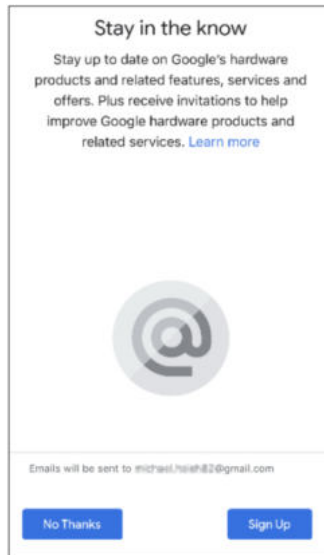 Stay in the know
Stay up to date on Google's hardware
products and related features, services and
offers. Plus receive invitations to help
improve Google hardware products and
related services. Learn more
@
Emails will be sent to @gmail.com
No Thanks
Sign Up